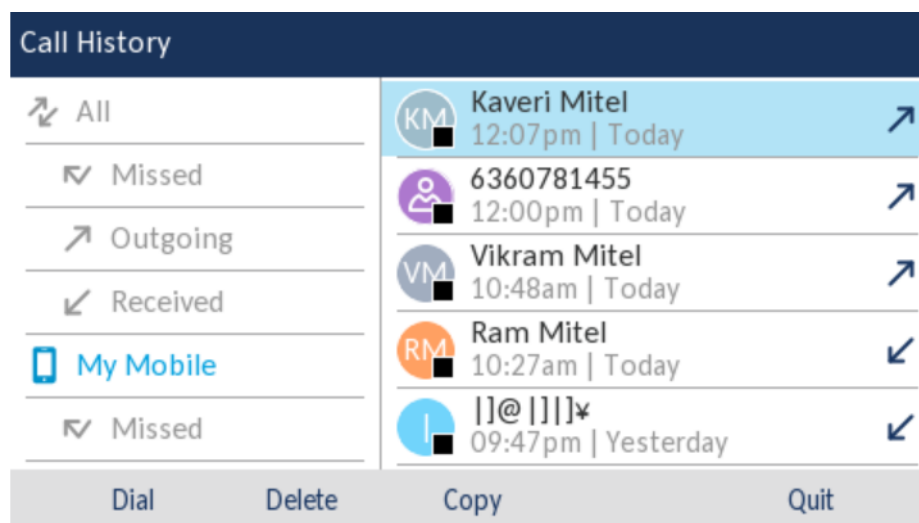 Call History
All
Missed
Outgoing
Received
My Mobile
Missed
KM
Kaveri Mitel
12:07pm | Today
6360781455
12:00pm | Today
VM
Vikram Mitel
10:48am | Today
RM
Ram Mitel
10:27am | Today
|
|]@|]|]¥
09:47pm | Yesterday
Dial Delete Copy Quit